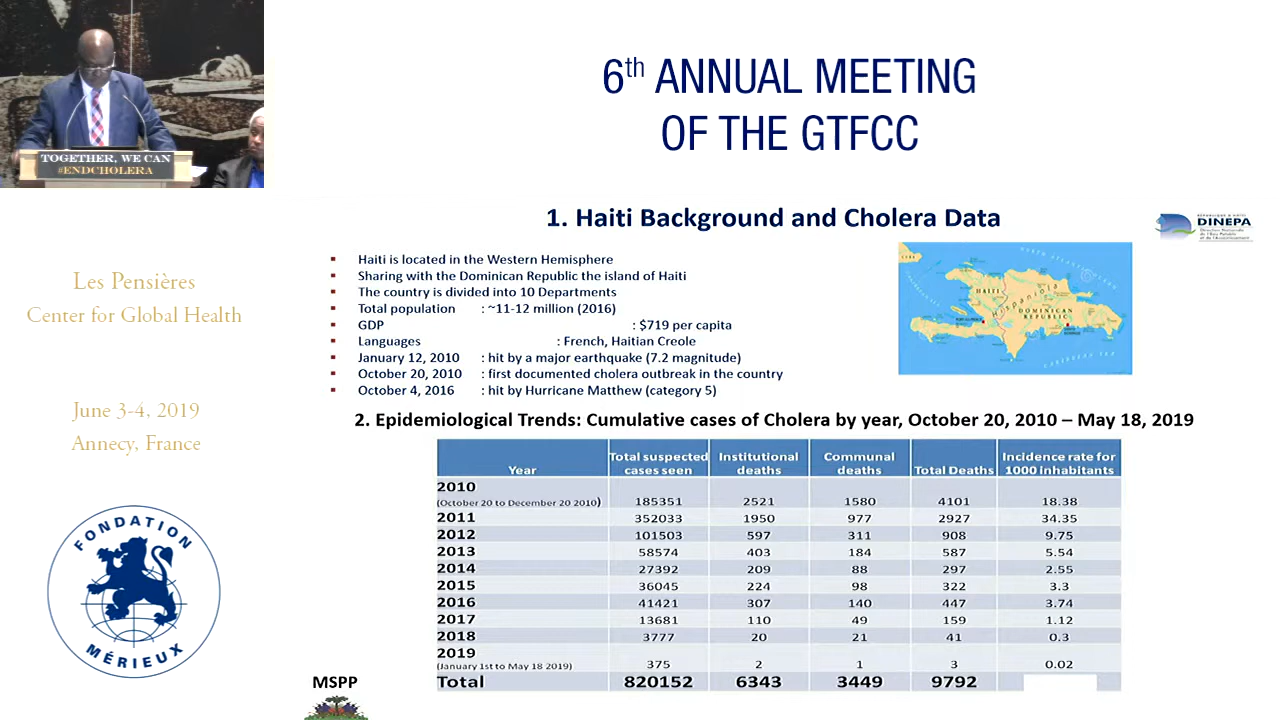 6th ANNUAL MEETING
OF THE GTFCC
TOGETHER, WE CAN
#ENDCHOLERA
Les Pensières
Center for Global Health
June 3-4, 2019
Annecy, France
FONDATION
MÉRIEUX
1. Haiti Background and Cholera Data
DINEPA
Haiti is located in the Western Hemisphere
Sharing with the Dominican Republic the island of Haiti
The country is divided into 10 Departments
Total population : ~11-12 million (2016)
GDP : $719 per capita
Languages : French, Haitian Creole
January 12, 2010 : hit by a major earthquake (7.2 magnitude)
October 20, 2010 : first documented cholera outbreak in the country
October 4, 2016 : hit by Hurricane Matthew (category 5)
HAITI
Hispaniola
DOMINICAN
REPUBLIC
2. Epidemiological Trends: Cumulative cases of Cholera by year, October 20, 2010 – May 18, 2019
Year Total suspected cases seen Institutional deaths Communal deaths Total Deaths Incidence rate for 1000 inhabitants
2010
(October 20 to December 20 2010) 185351 2521 1580 4101 18.38
2011 352033 1950 977 2927 34.35
2012 101503 597 311 908 9.75
2013 58574 403 184 587 5.54
2014 27392 209 88 297 2.55
2015 36045 224 98 322 3.3
2016 41421 307 140 447 3.74
2017 13681 110 49 159 1.12
2018 3777 20 21 41 0.3
2019
(January 1st to May 18 2019) 375 2 1 3 0.02
Total 820152 6343 3449 9792
MSPP